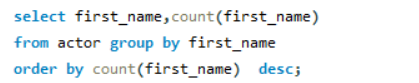 select first_name,count(first_name)
from actor group by first_name
order by count(first_name)  desc;